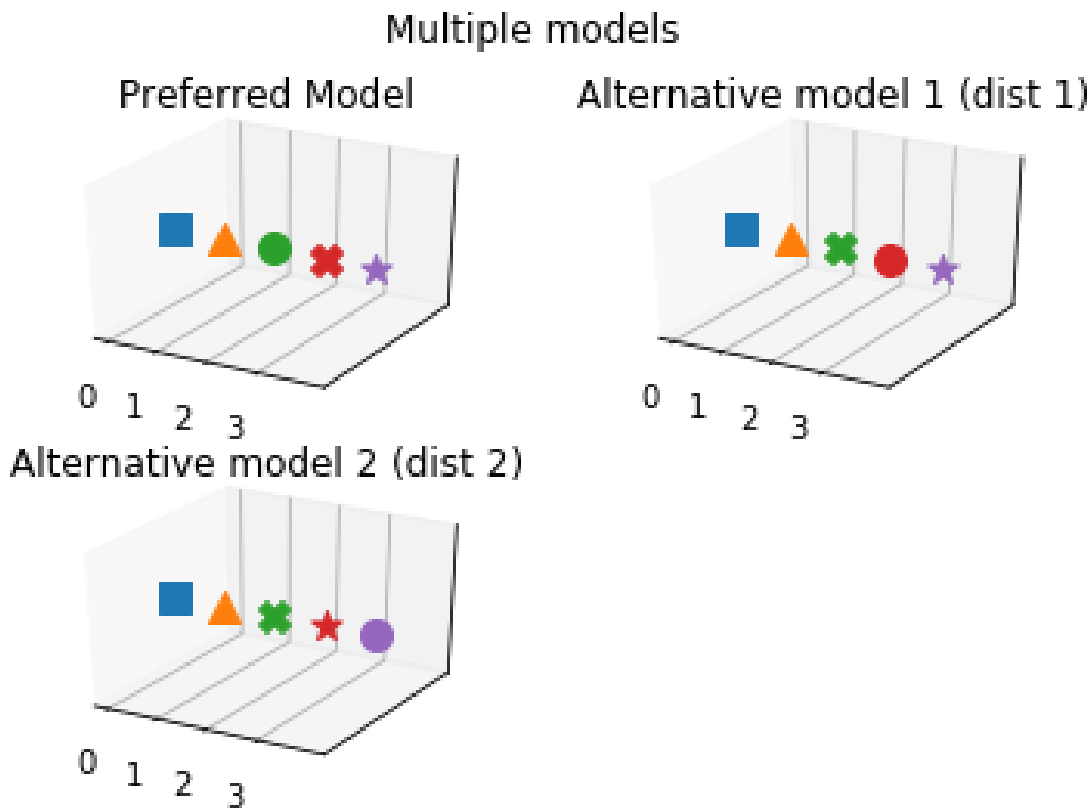 Multiple models
Preferred Model
Alternative model 1 (dist 1)
0 1 2 3
0 1 2 3
Alternative model 2 (dist 2)
0 1 2 3